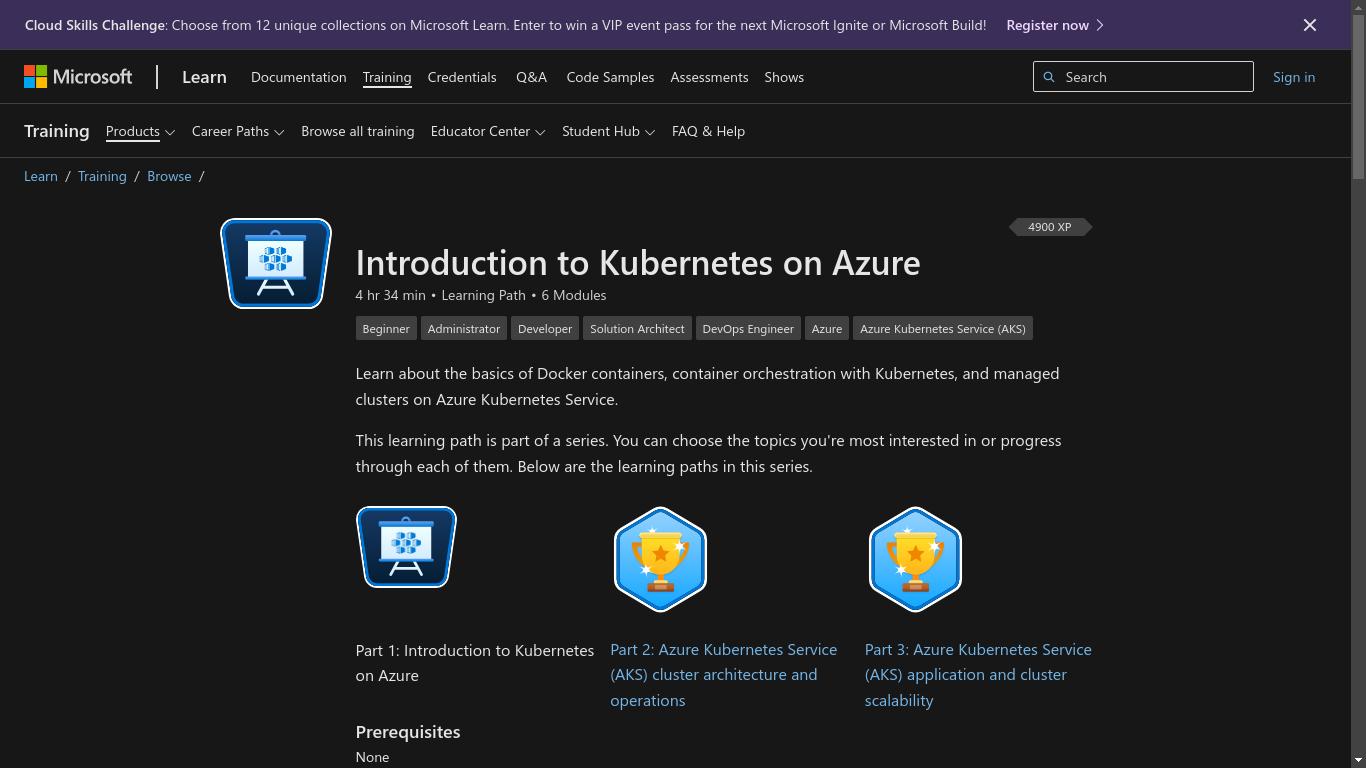 Cloud Skills Challenge: Choose from 12 unique collections on Microsoft Learn. Enter to win a VIP event pass for the next Microsoft Ignite or Microsoft Build! Register now
Microsoft Learn Documentation Training Credentials Q&A Code Samples Assessments Shows Search Sign in
Training Products Career Paths Browse all training Educator Center Student Hub FAQ & Help
Learn / Training / Browse /
4900 XP
Introduction to Kubernetes on Azure
4 hr 34 min • Learning Path • 6 Modules
Beginner Administrator Developer Solution Architect DevOps Engineer Azure Azure Kubernetes Service (AKS)
Learn about the basics of Docker containers, container orchestration with Kubernetes, and managed
clusters on Azure Kubernetes Service.
This learning path is part of a series. You can choose the topics you're most interested in or progress
through each of them. Below are the learning paths in this series.
Part 1: Introduction to Kubernetes
on Azure
Part 2: Azure Kubernetes Service
(AKS) cluster architecture and
operations
Part 3: Azure Kubernetes Service
(AKS) application and cluster
scalability
Prerequisites
None